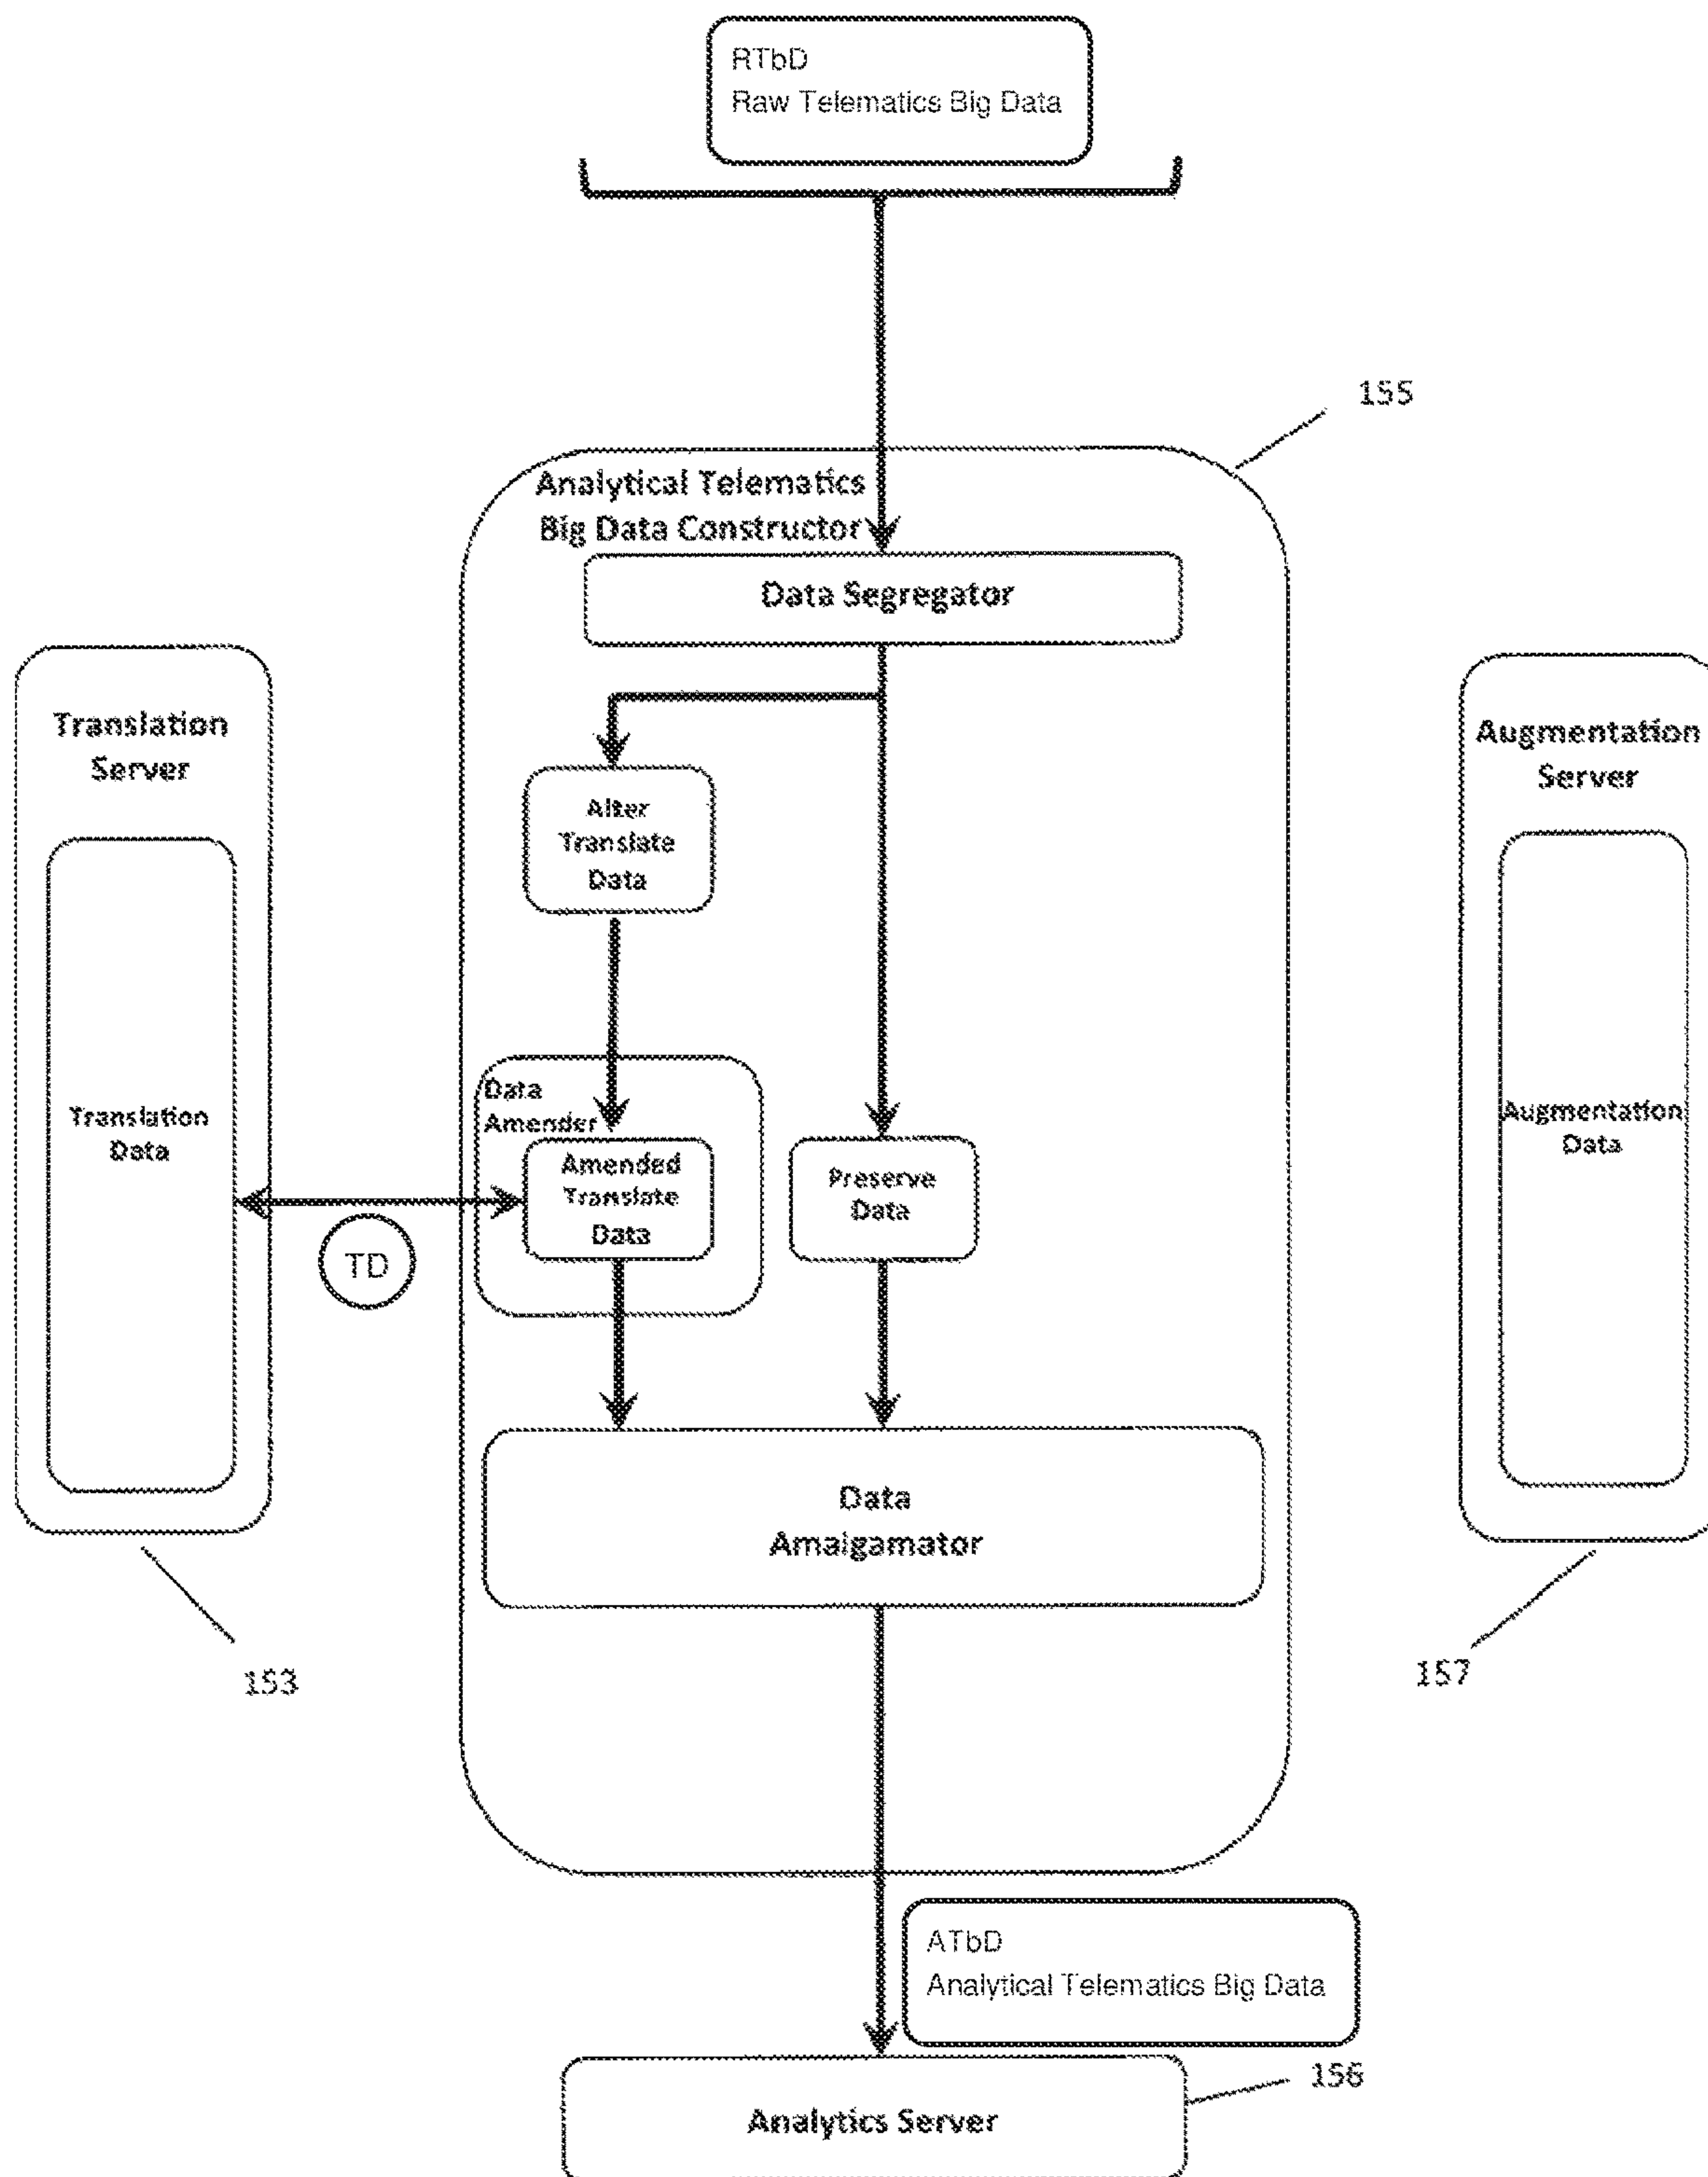 RTbD
Raw Telematics Big Data
155
Analytical Telematics
Big Data Constructor
Data Segregator
Translation
Server
Augmentation
Server
Alter
Translate
Data
Data
Amender
Translation
Data
Augmentation
Data
Amended
Translate
Data
Preserve
Data
TD
Data
Amalgamator
153
157
ATbD
Analytical Telematics Big Data
156
Analytics Server